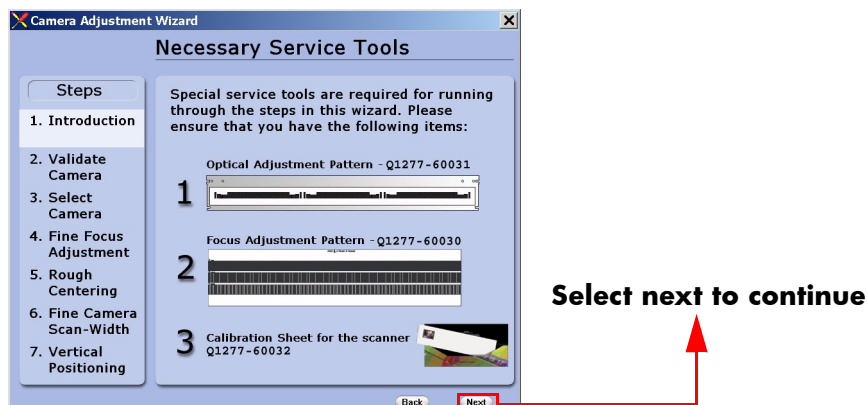 Camera Adjustment Wizard
Necessary Service Tools
Steps
1. Introduction
2. Validate
Camera
3. Select
Camera
4. Fine Focus
Adjustment
5. Rough
Centering
6. Fine Camera
Scan-Width
7. Vertical
Positioning
Special service tools are required for running
through the steps in this wizard. Please
ensure that you have the following items:
1
Optical Adjustment Pattern - Q1277-60031
2
Focus Adjustment Pattern - Q1277-60030
3
Calibration Sheet for the scanner
Q1277-60032
Back
Next
Select next to continue